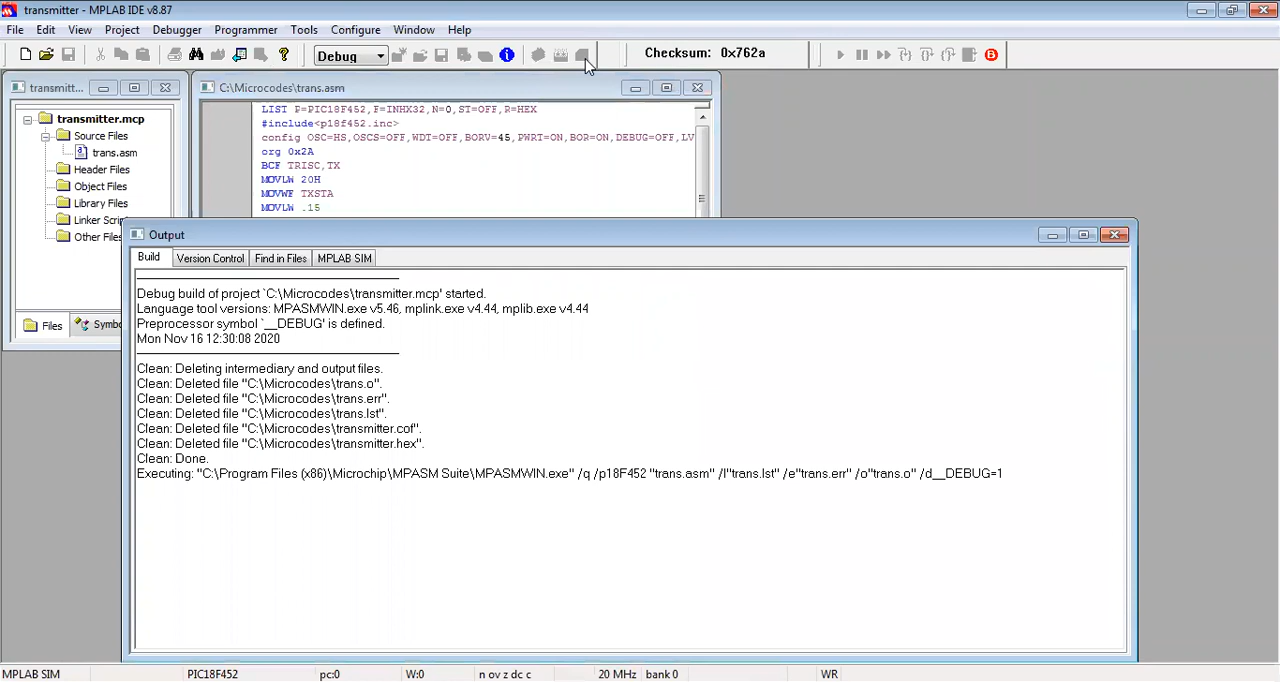 transmitter - MPLAB IDE v8.87
File Edit View Project Debugger Programmer Tools Configure Window Help
Debug
Checksum: 0x762a
transmitt...
C:\Microcodes\trans.asm
transmitter.mcp
Source Files
trans.asm
Header Files
Object Files
Library Files
Linker Scrip
Other Files
Files
Symbo
LIST P=PIC18F452,F=INHX32,N=0,ST=OFF,R=HEX
#include<p18f452.inc>
config OSC=HS,OSCS=OFF,WDT=OFF,BORV=45,PWRT=ON,BOR=ON,DEBUG=OFF,LV
org 0x2A
BCF TRISC,TX
MOVLW 20H
MOVWF TXSTA
MOVLW .15
Output
Build Version Control Find in Files MPLAB SIM
Debug build of project `C:\Microcodes\transmitter.mcp' started.
Language tool versions: MPASMWIN.exe v5.46, mplink.exe v4.44, mplib.exe v4.44
Preprocessor symbol `__DEBUG' is defined.
Mon Nov 16 12:30:08 2020
Clean: Deleting intermediary and output files.
Clean: Deleted file "C:\Microcodes\trans.o".
Clean: Deleted file "C:\Microcodes\trans.err".
Clean: Deleted file "C:\Microcodes\trans.lst".
Clean: Deleted file "C:\Microcodes\transmitter.cof".
Clean: Deleted file "C:\Microcodes\transmitter.hex".
Clean: Done.
Executing: "C:\Program Files (x86)\Microchip\MPASM Suite\MPASMWIN.exe" /q /p18F452 "trans.asm" /l"trans.lst" /e"trans.err" /o"trans.o" /d__DEBUG=1
MPLAB SIM PIC18F452 pc:0 W:0 n ov z dc c 20 MHz bank 0 WR